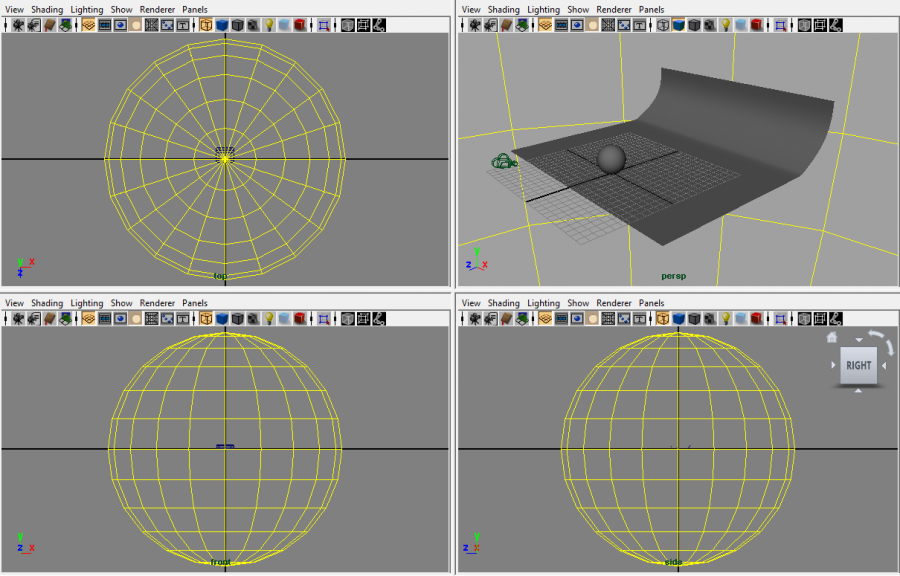 View Shading Lighting Show Renderer Panels
View Shading Lighting Show Renderer Panels
y x
z
top
y
z x
persp
View Shading Lighting Show Renderer Panels
View Shading Lighting Show Renderer Panels
RIGHT
y
z x
front
y
z x
side